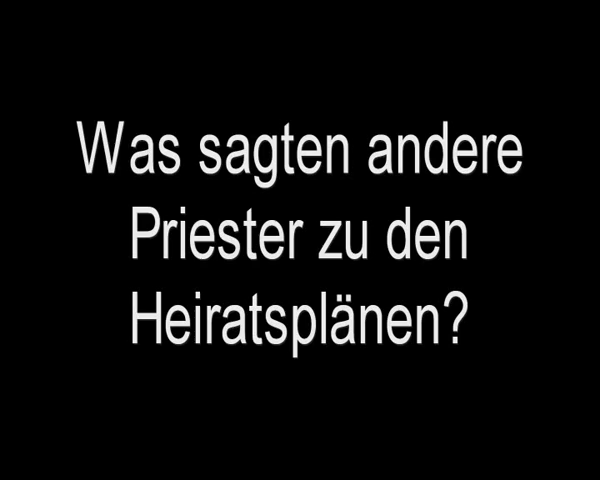 Was sagten andere
Priester zu den
Heiratsplänen?